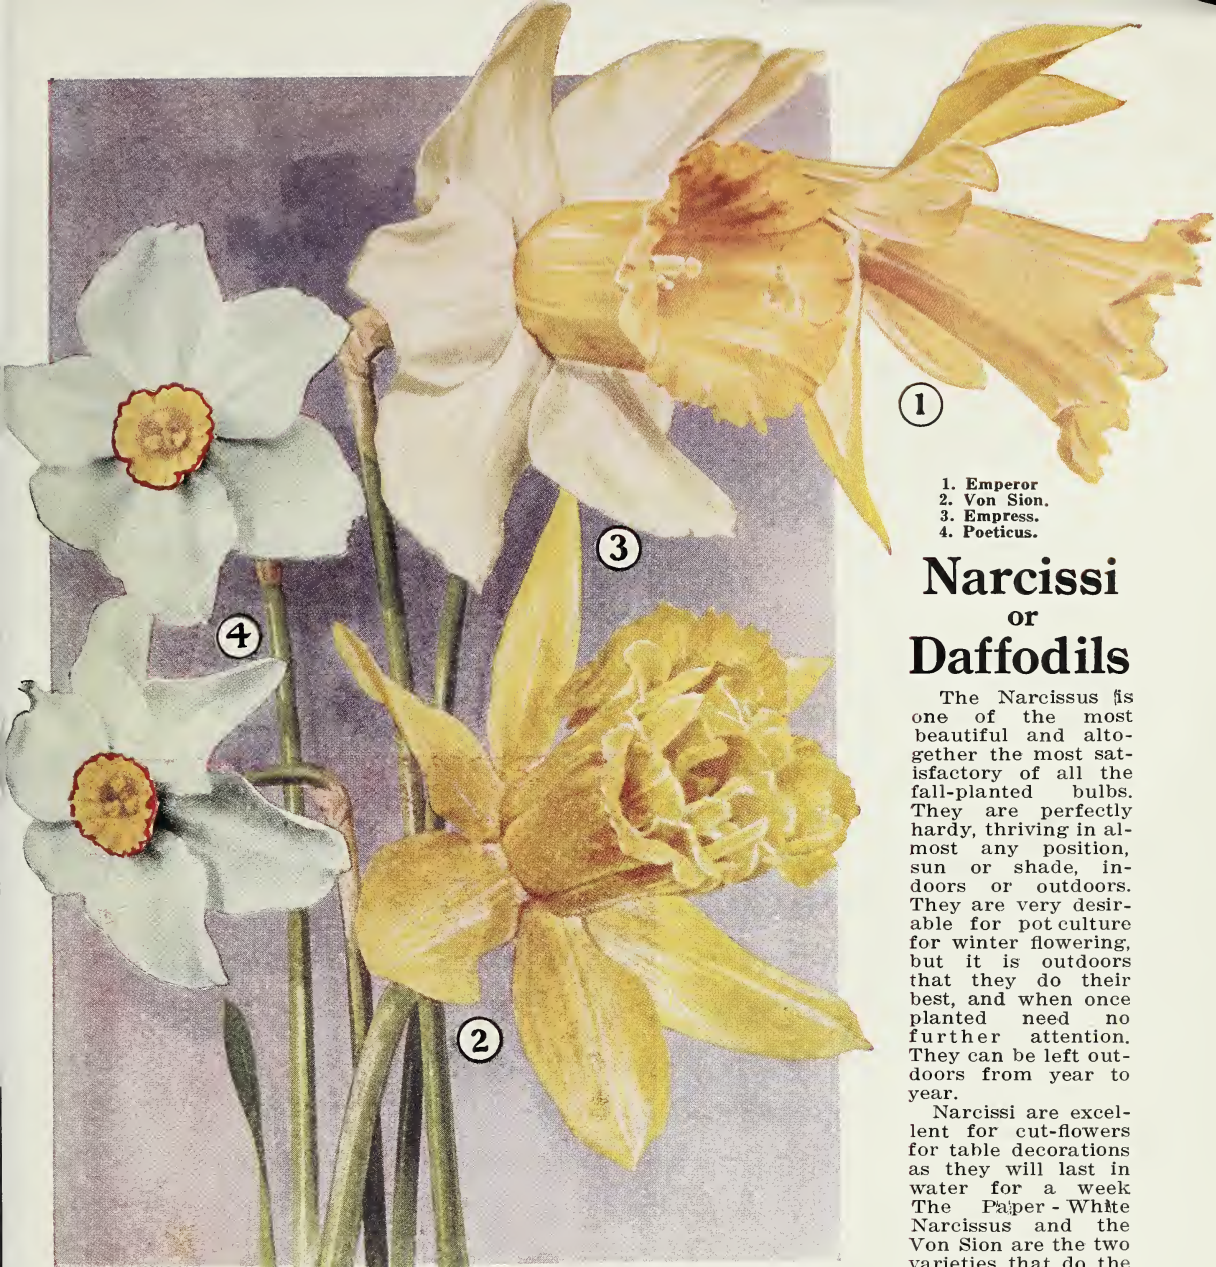 1
3
4
2
1. Emperor
2. Von Sion.
3. Empress.
4. Poeticus.
Narcissi
or
Daffodils
The Narcissus is
one of the most
beautiful and alto-
gether the most sat-
isfactory of all the
fall-planted bulbs.
They are perfectly
hardy, thriving in al-
most any position,
sun or shade, in-
doors or outdoors.
They are very desir-
able for pot culture
for winter flowering,
but it is outdoors
that they do their
best, and when once
planted need no
further attention.
They can be left out-
doors from year to
year.
Narcissi are excel-
lent for cut-flowers
for table decorations
as they will last in
water for a week
The Paper-White
Narcissus and the
Von Sion are the two
varieties that do the